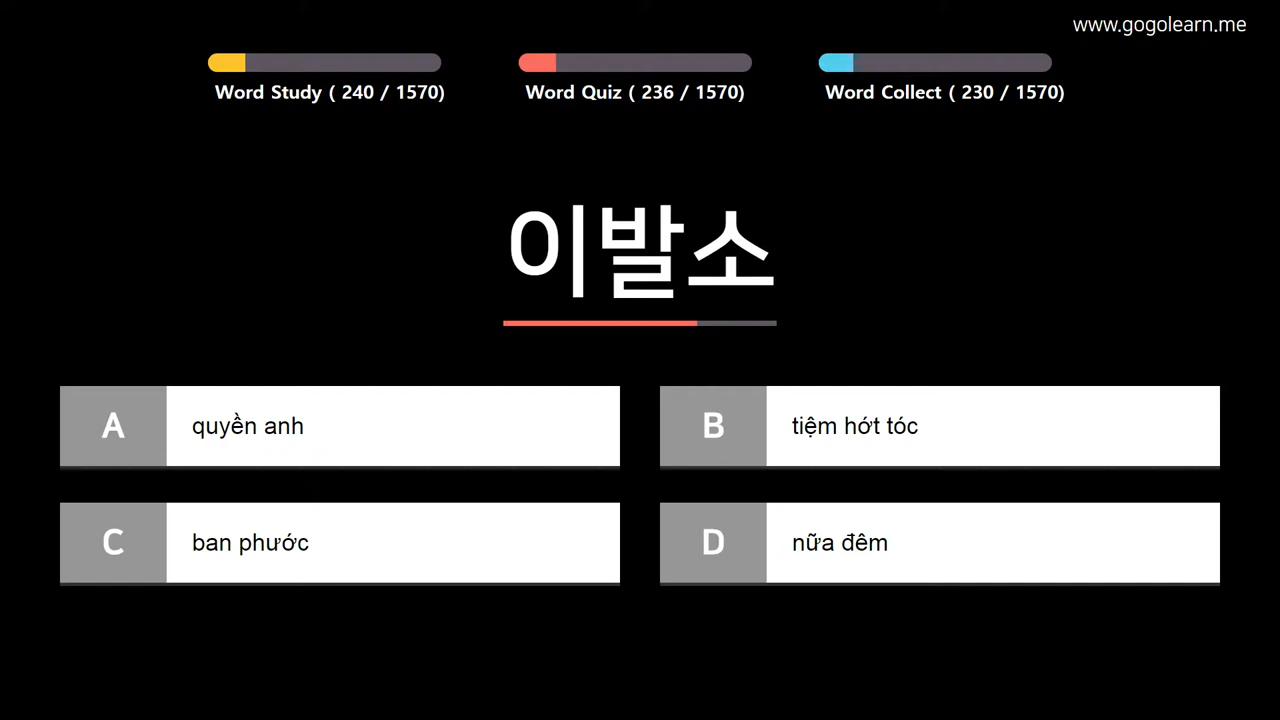 www.gogolearn.me
Word Study ( 240 / 1570)
Word Quiz ( 236 / 1570)
Word Collect ( 230 / 1570)
이발소
A quyền anh
B tiệm hớt tóc
C ban phước
D nữa đêm